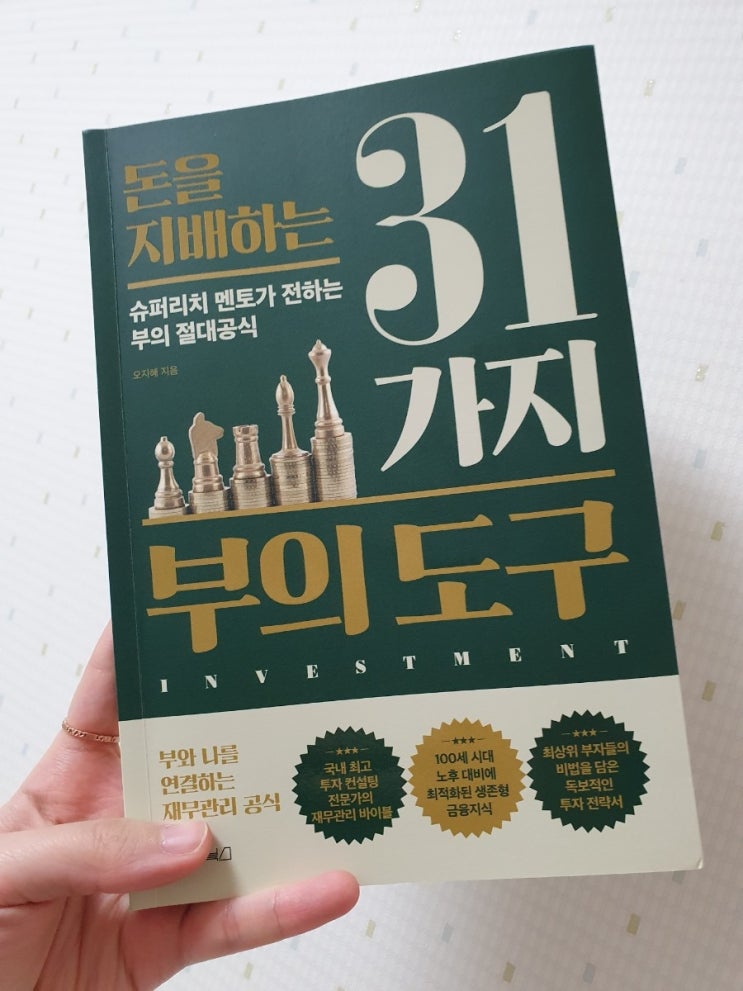 돈을
지배하는
31
가지
슈퍼리치 멘토가 전하는
부의 절대공식
오지혜 지음
부의 도구
INVESTMENT
부와 나를
연결하는
재무관리 공식
국내 최고
투자 컨설팅
전문가의
재무관리 바이블
100세 시대
노후 대비에
최적화된 생존형
금융지식
최상위 부자들의
비법을 담은
독보적인
투자 전략서